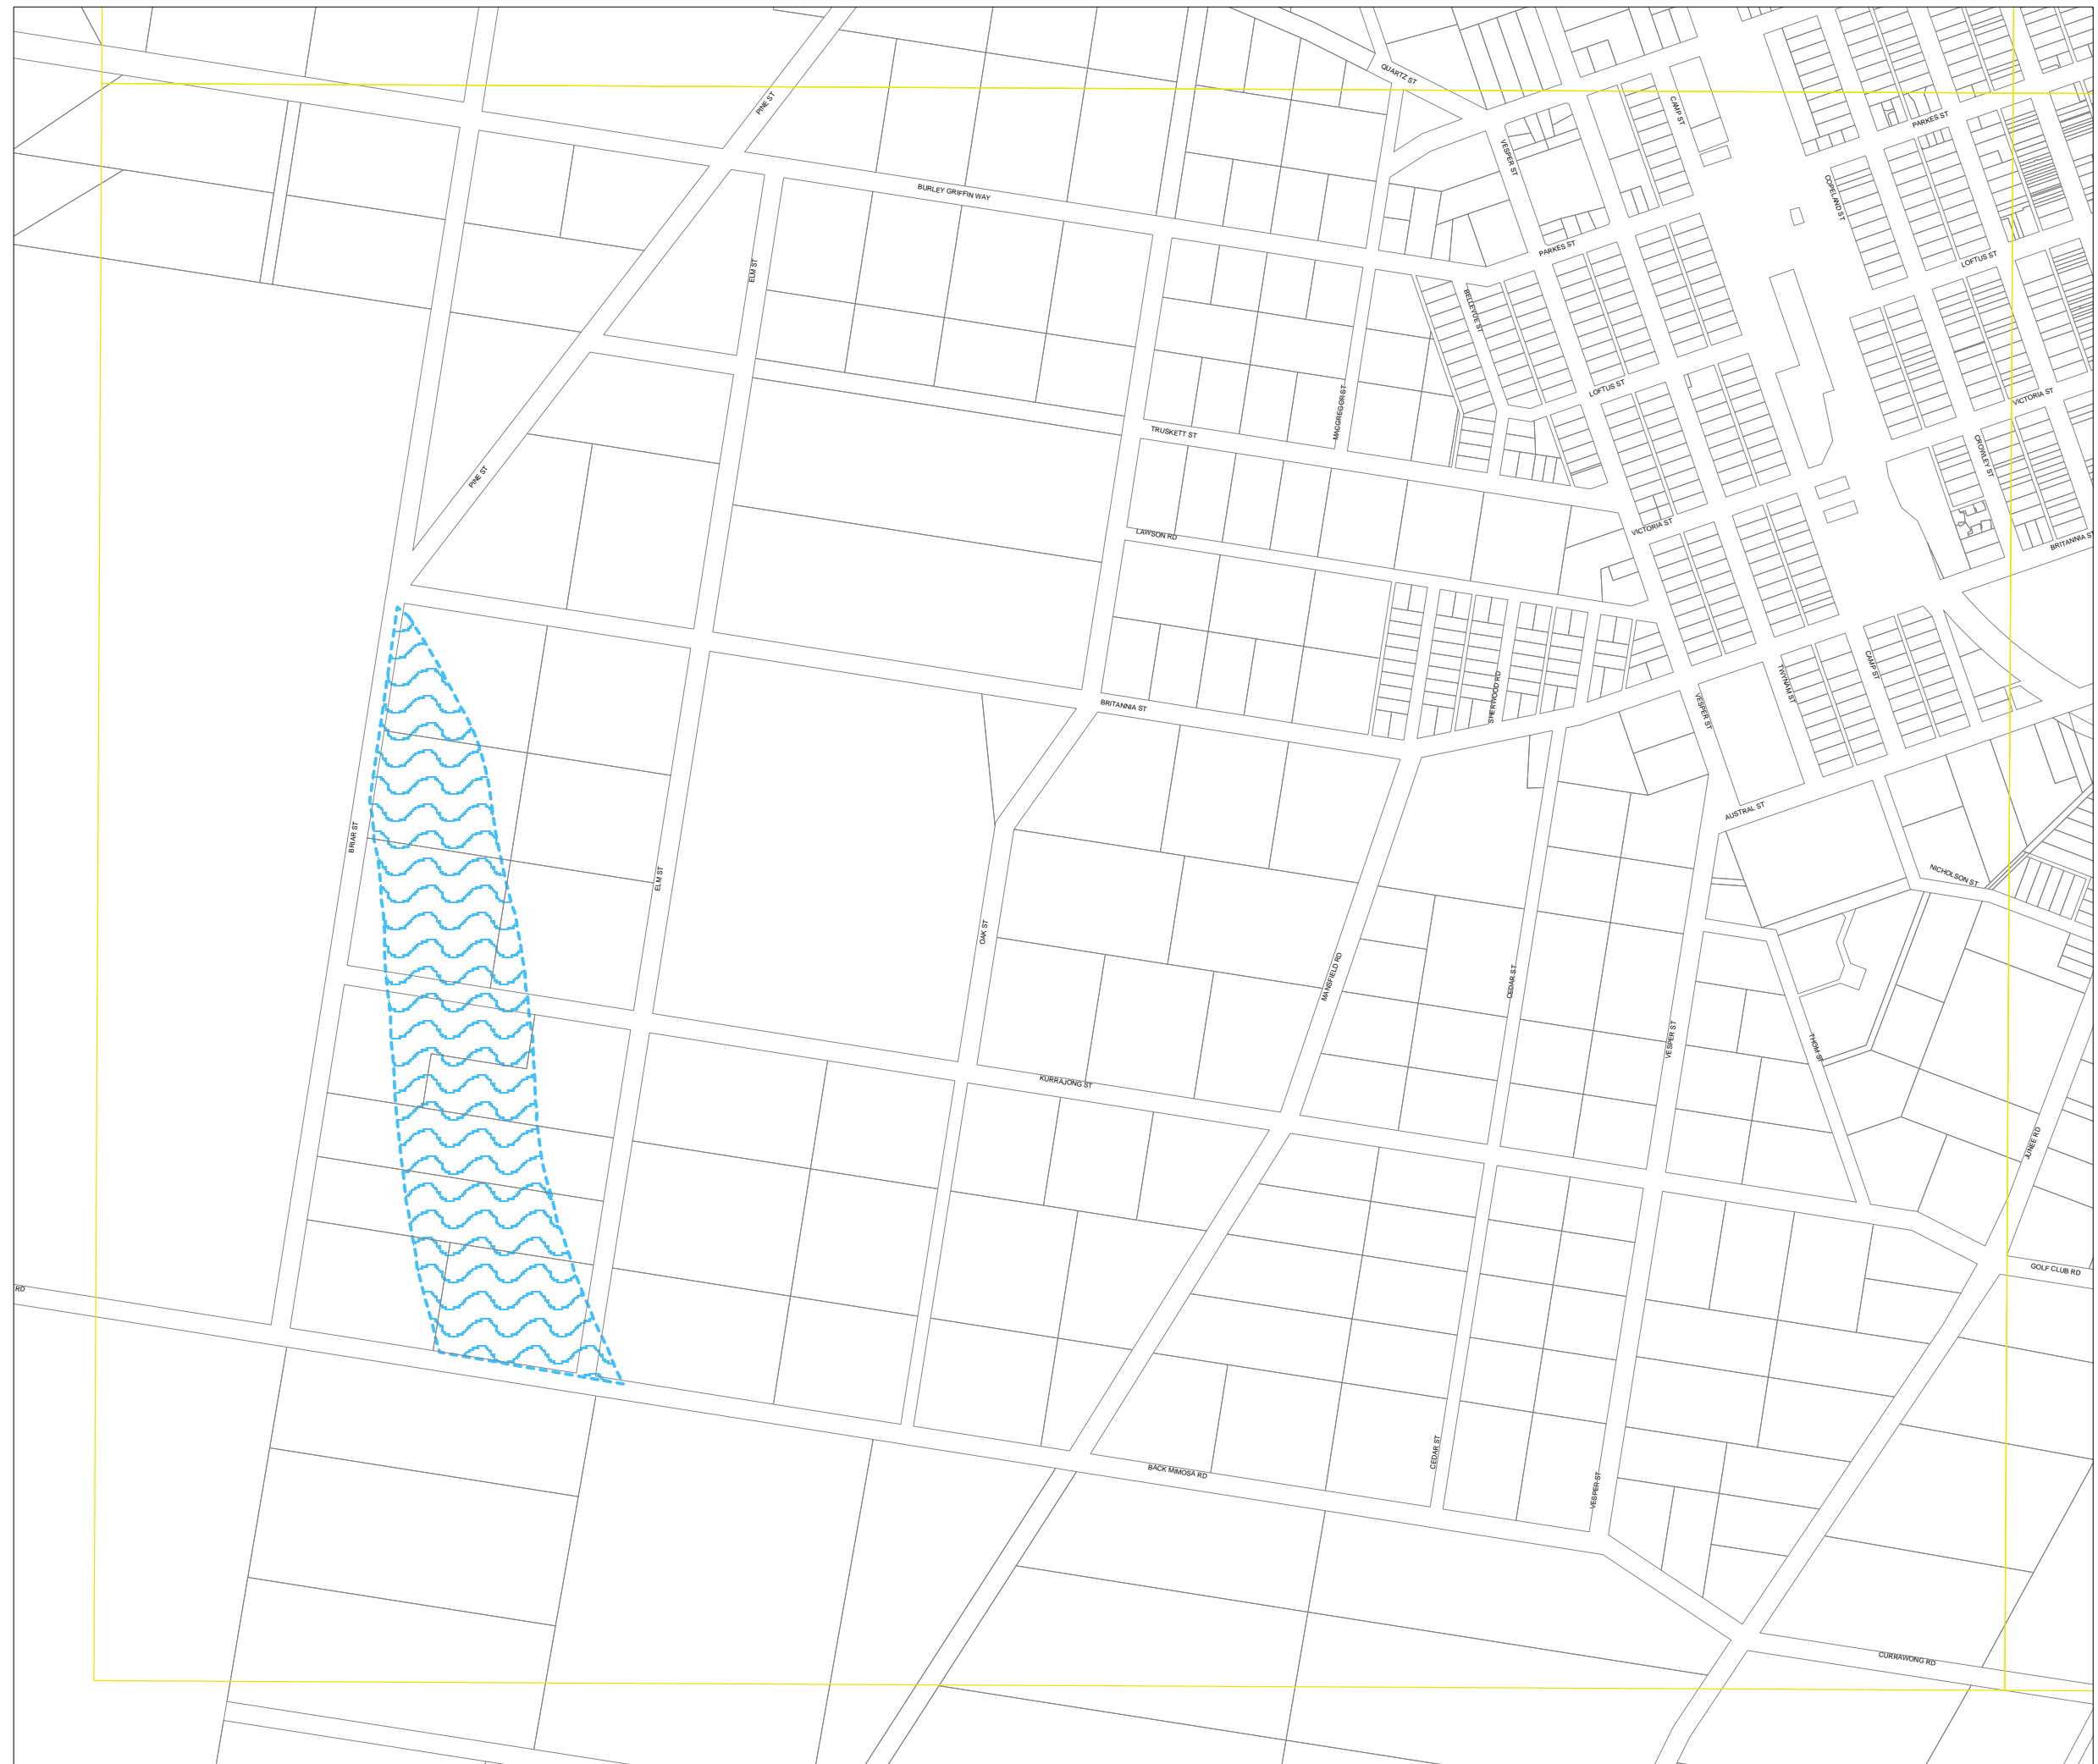 QUARTZ ST
PINE ST
CAMP ST
PARKES ST
VESPER ST
BURLEY GRIFFIN WAY
COPELAND ST
PARKES ST
LOFTUS ST
ELM ST
BELLEVUE ST
LOFTUS ST
VICTORIA ST
MACGREGOR ST
TRUSKETT ST
CROWLEY ST
PINE ST
VICTORIA ST
LAWSON RD
BRITANNIA ST
CAMP ST
TWYNAM ST
SHERWOOD RD
VESPER ST
BRITANNIA ST
AUSTRAL ST
BRIAR ST
ELM ST
NICHOLSON ST
OAK ST
MANSFIELD RD
CEDAR ST
VESPER ST
THOM ST
KURRAJONG ST
JUNEE RD
GOLF CLUB RD
RD
CEDAR ST
BACK MIMOSA RD
VESPER ST
CURRAWONG RD